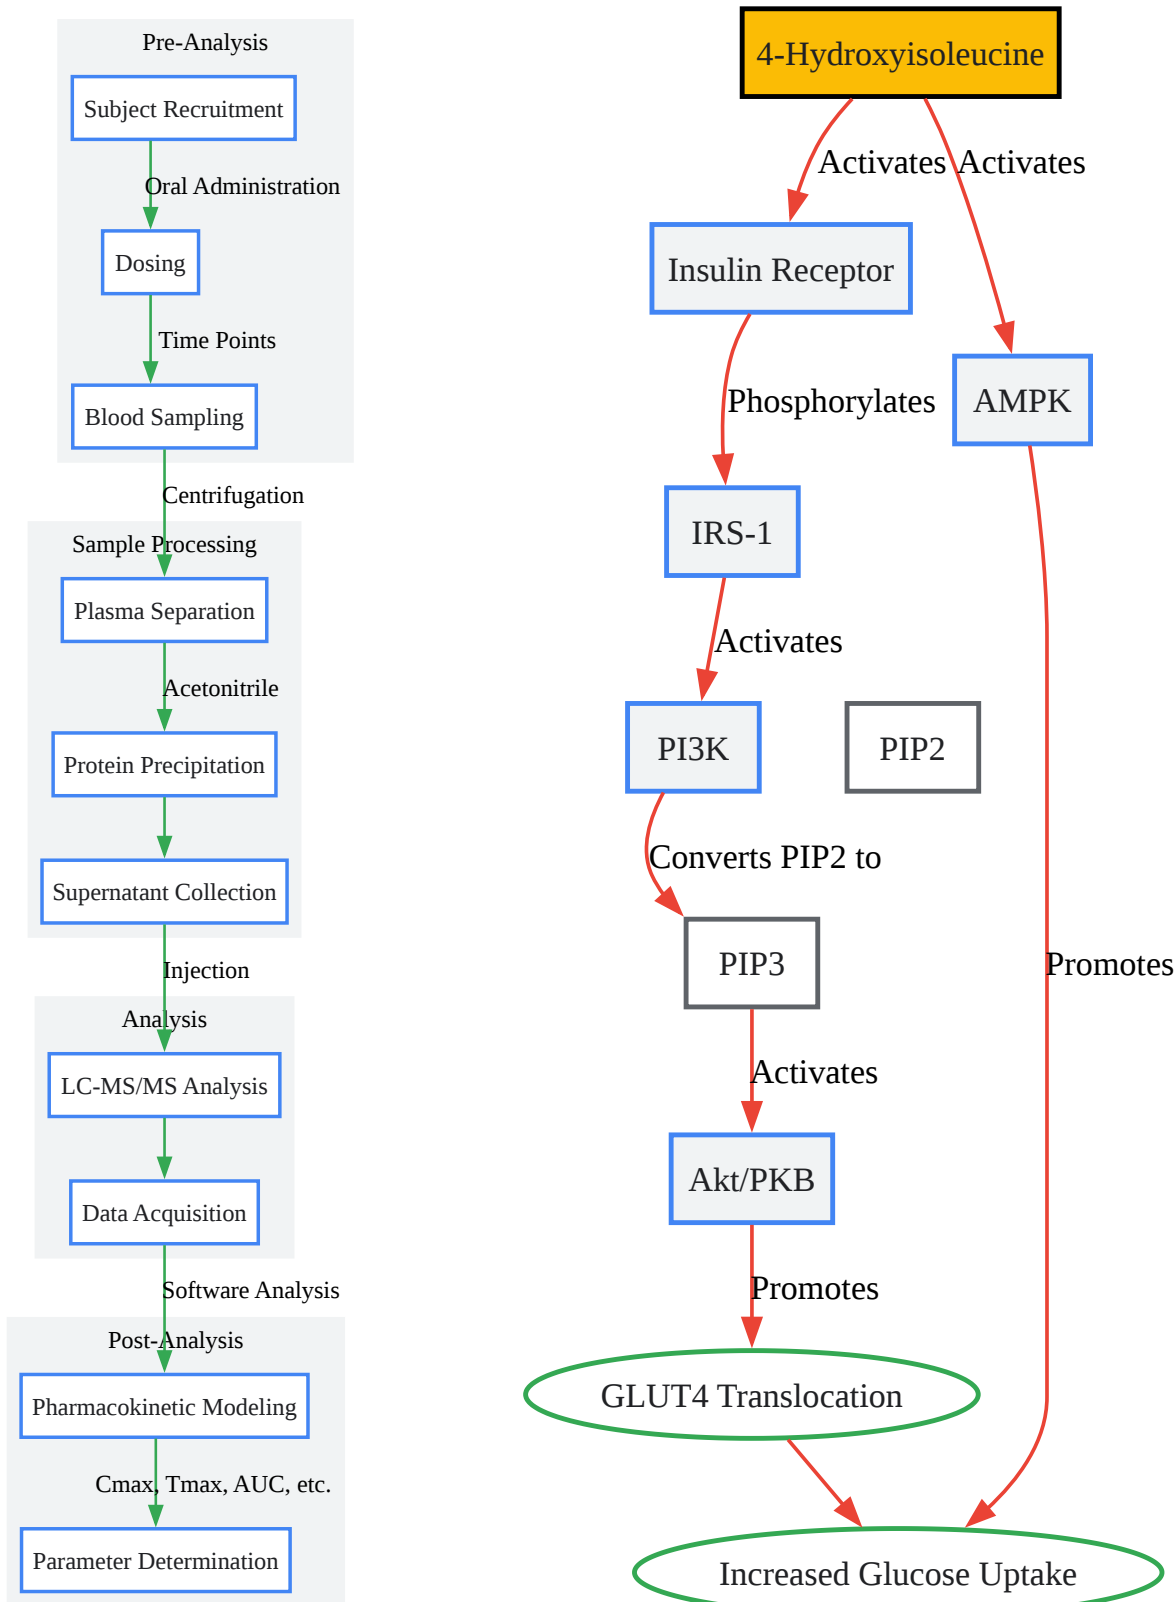 Pre-Analysis
Subject Recruitment
Oral Administration
Dosing
Time Points
Blood Sampling
Centrifugation
Sample Processing
Plasma Separation
Acetonitrile
Protein Precipitation
Supernatant Collection
Injection
Analysis
LC-MS/MS Analysis
Data Acquisition
Software Analysis
Post-Analysis
Pharmacokinetic Modeling
Cmax, Tmax, AUC, etc.
Parameter Determination
4-Hydroxyisoleucine
Activates
Activates
Insulin Receptor
Phosphorylates
AMPK
IRS-1
Activates
PI3K
PIP2
Converts PIP2 to
PIP3
Promotes
Activates
Akt/PKB
Promotes
GLUT4 Translocation
Increased Glucose Uptake